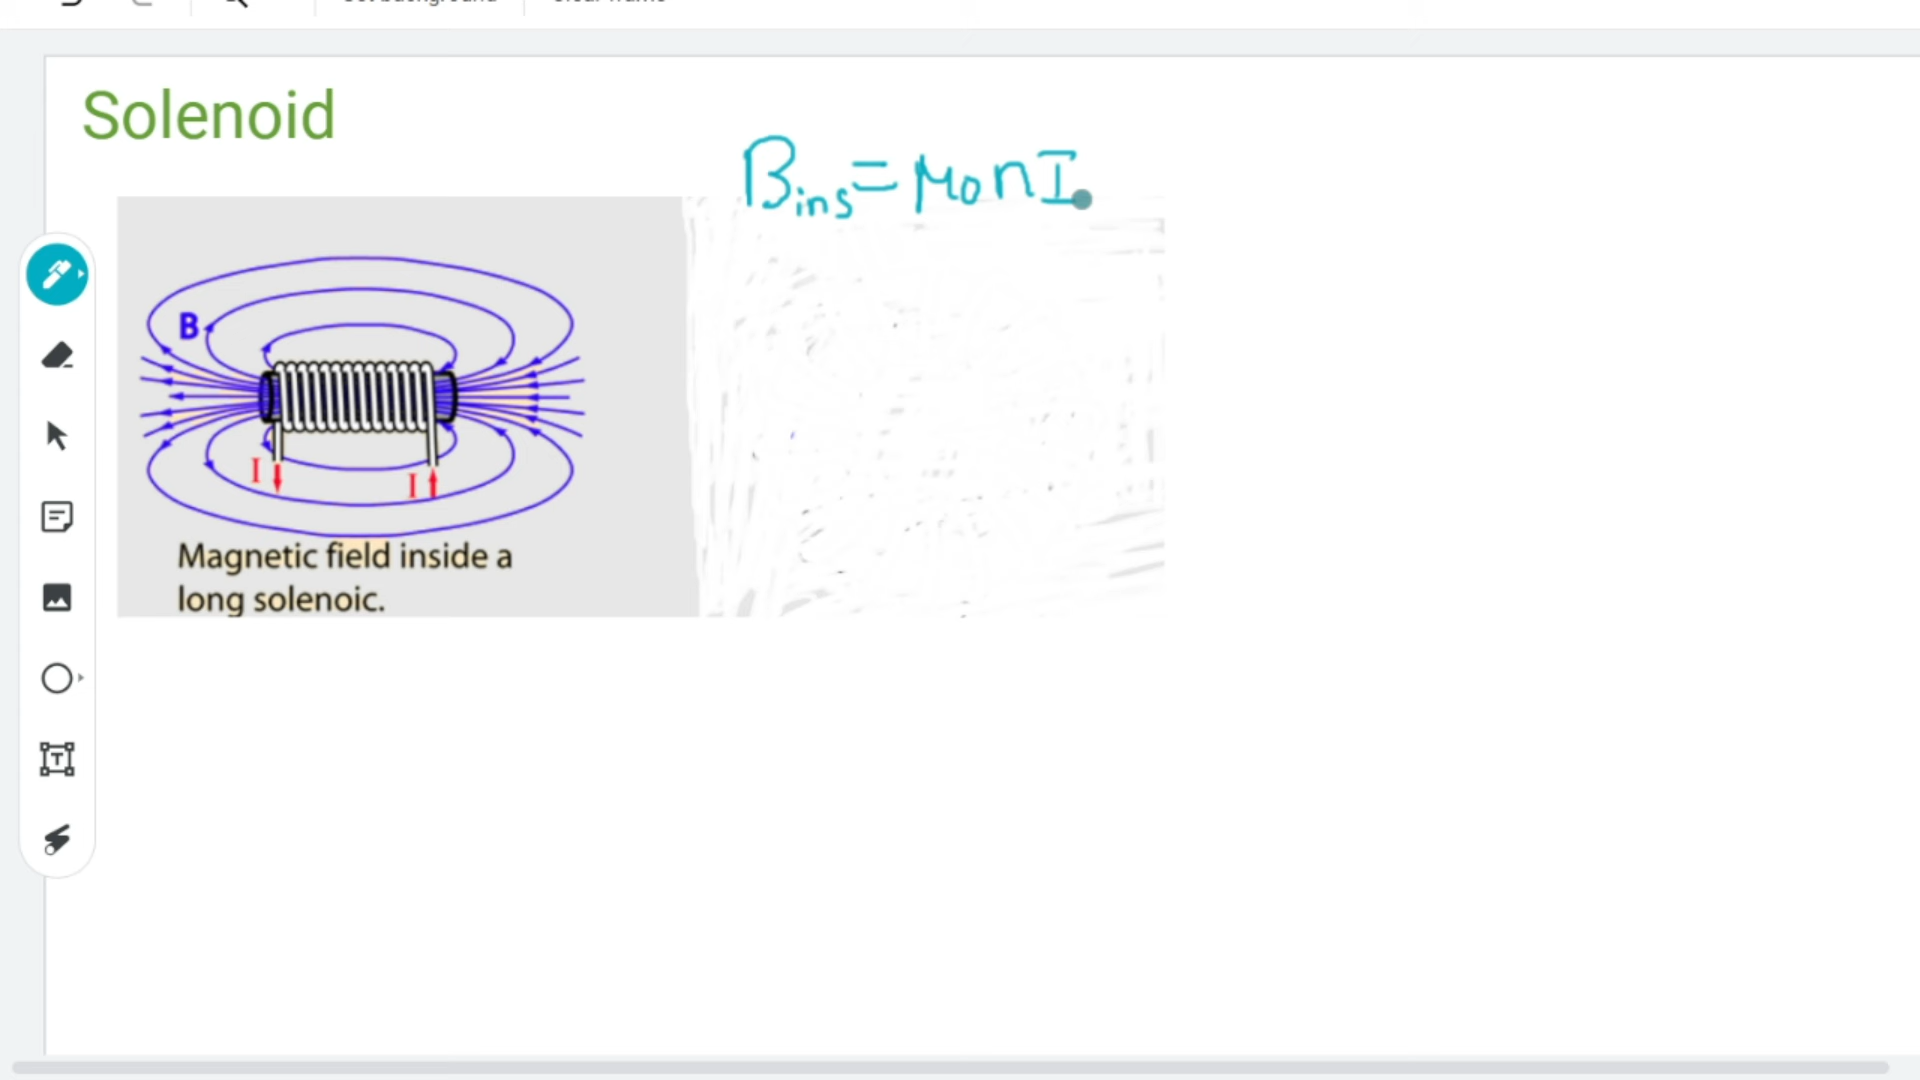 Solenoid
B_ins = μ₀nI
B
I
I
Magnetic field inside a
long solenoic.